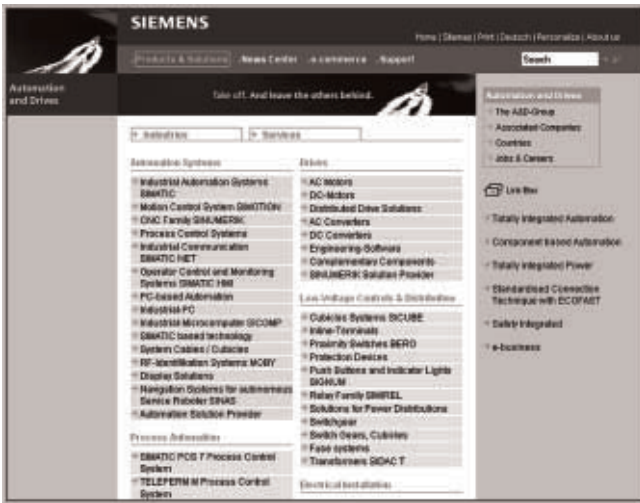 SIEMENS
Home | Sitemap | Print | Deutsch | Personalize | About us
Products & Solutions News Center e-commerce Support
Search
Automation
and Drives
Take off. And leave the others behind.
Industries
Services
Automation Systems
Industrial Automation Systems
SIMATIC
Motion Control System SIMOTION
CNC Family SINUMERIK
Process Control Systems
Industrial Communication
SIMATIC NET
Operator Control and Monitoring
Systems SIMATIC HMI
PC-based Automation
Industrial-PC
Industrial Microcomputer SICOMP
SIMATIC based technology
System Cables / Cubicles
RF-Identifikation Systems MOBY
Display Solutions
Navigation Systems for autonomous
Service Roboter SINAS
Automation Solution Provider
Process Automation
SIMATIC PCS 7 Process Control
System
TELEPERM M Process Control
System
Drives
AC Motors
DC-Motors
Distributed Drive Solutions
AC Converters
DC Converters
Engineering-Software
Complementary Components
SINUMERIK Solution Provider
Low-Voltage Controls & Distribution
Cubicles Systems SICUBE
Inline-Terminals
Proximity Switches BERO
Protection Devices
Push Buttons and Indicator Lights
SIGNUM
Relay Family SIMIREL
Solutions for Power Distributions
Switchgear
Switch Gears, Cubicles
Fuse systems
Transformers SIDAC T
Electrical Installation
Automation and Drives
The A&D-Group
Associated Companies
Countries
Jobs & Careers
Link Box
Totally Integrated Automation
Component based Automation
Totally Integrated Power
Standardised Connection
Technique with ECOFAST
Safety Integrated
e-business